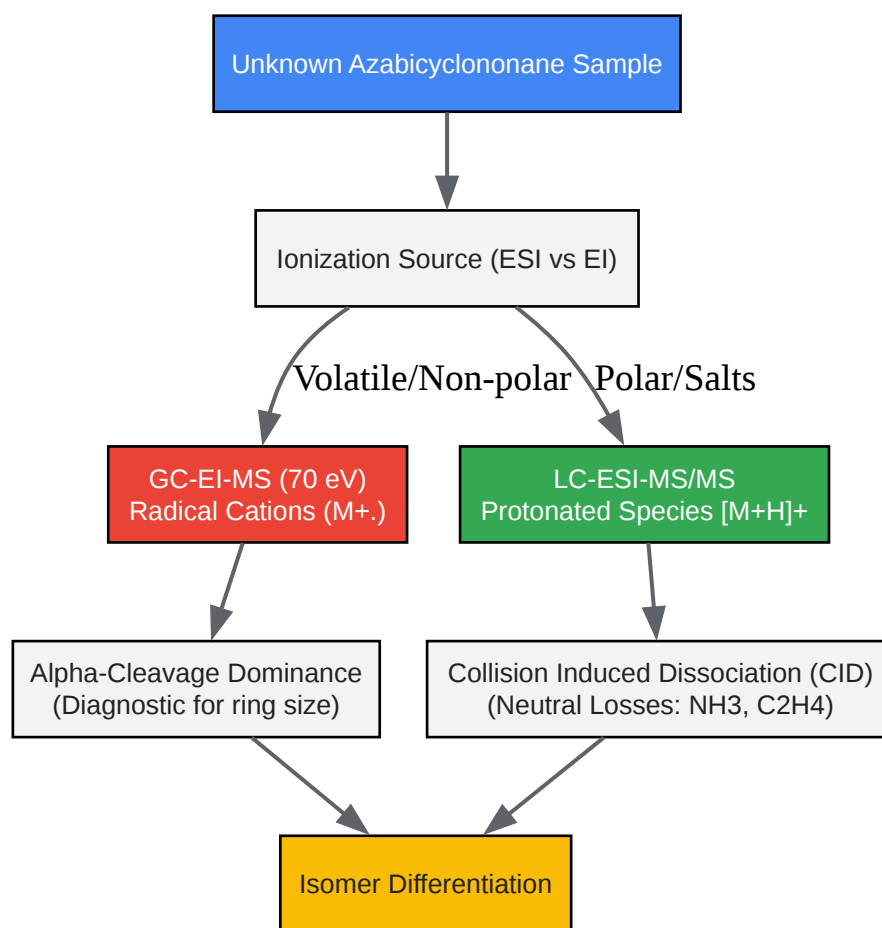 Unknown Azabicyclononane Sample
Ionization Source (ESI vs EI)
Volatile/Non-polar
Polar/Salts
GC-EI-MS (70 eV)
Radical Cations (M+.)
LC-ESI-MS/MS
Protonated Species [M+H]+
Alpha-Cleavage Dominance
(Diagnostic for ring size)
Collision Induced Dissociation (CID)
(Neutral Losses: NH3, C2H4)
Isomer Differentiation